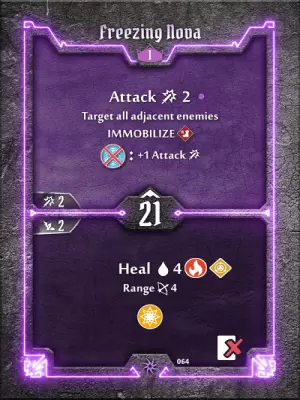 Freezing Nova
1
Attack 2
Target all adjacent enemies
IMMOBILIZE
: +1 Attack
2
21
2
Heal 4
Range 4
064